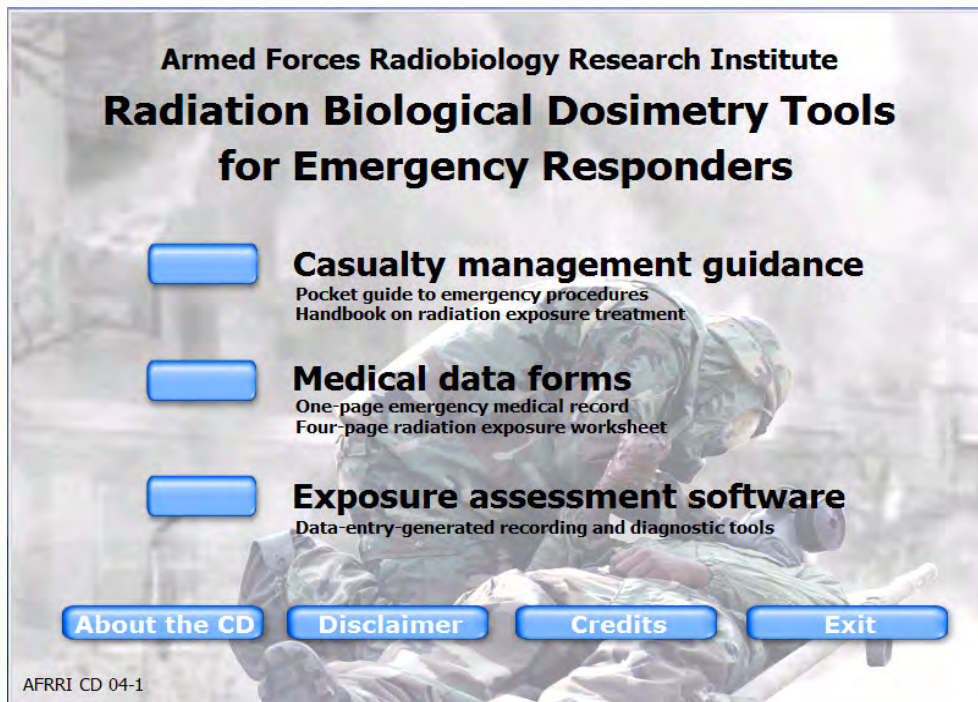 Armed Forces Radiobiology Research Institute
Radiation Biological Dosimetry Tools
for Emergency Responders
Casualty management guidance
Pocket guide to emergency procedures
Handbook on radiation exposure treatment
Medical data forms
One-page emergency medical record
Four-page radiation exposure worksheet
Exposure assessment software
Data-entry-generated recording and diagnostic tools
About the CD
Disclaimer
Credits
Exit
AFRRI CD 04-1